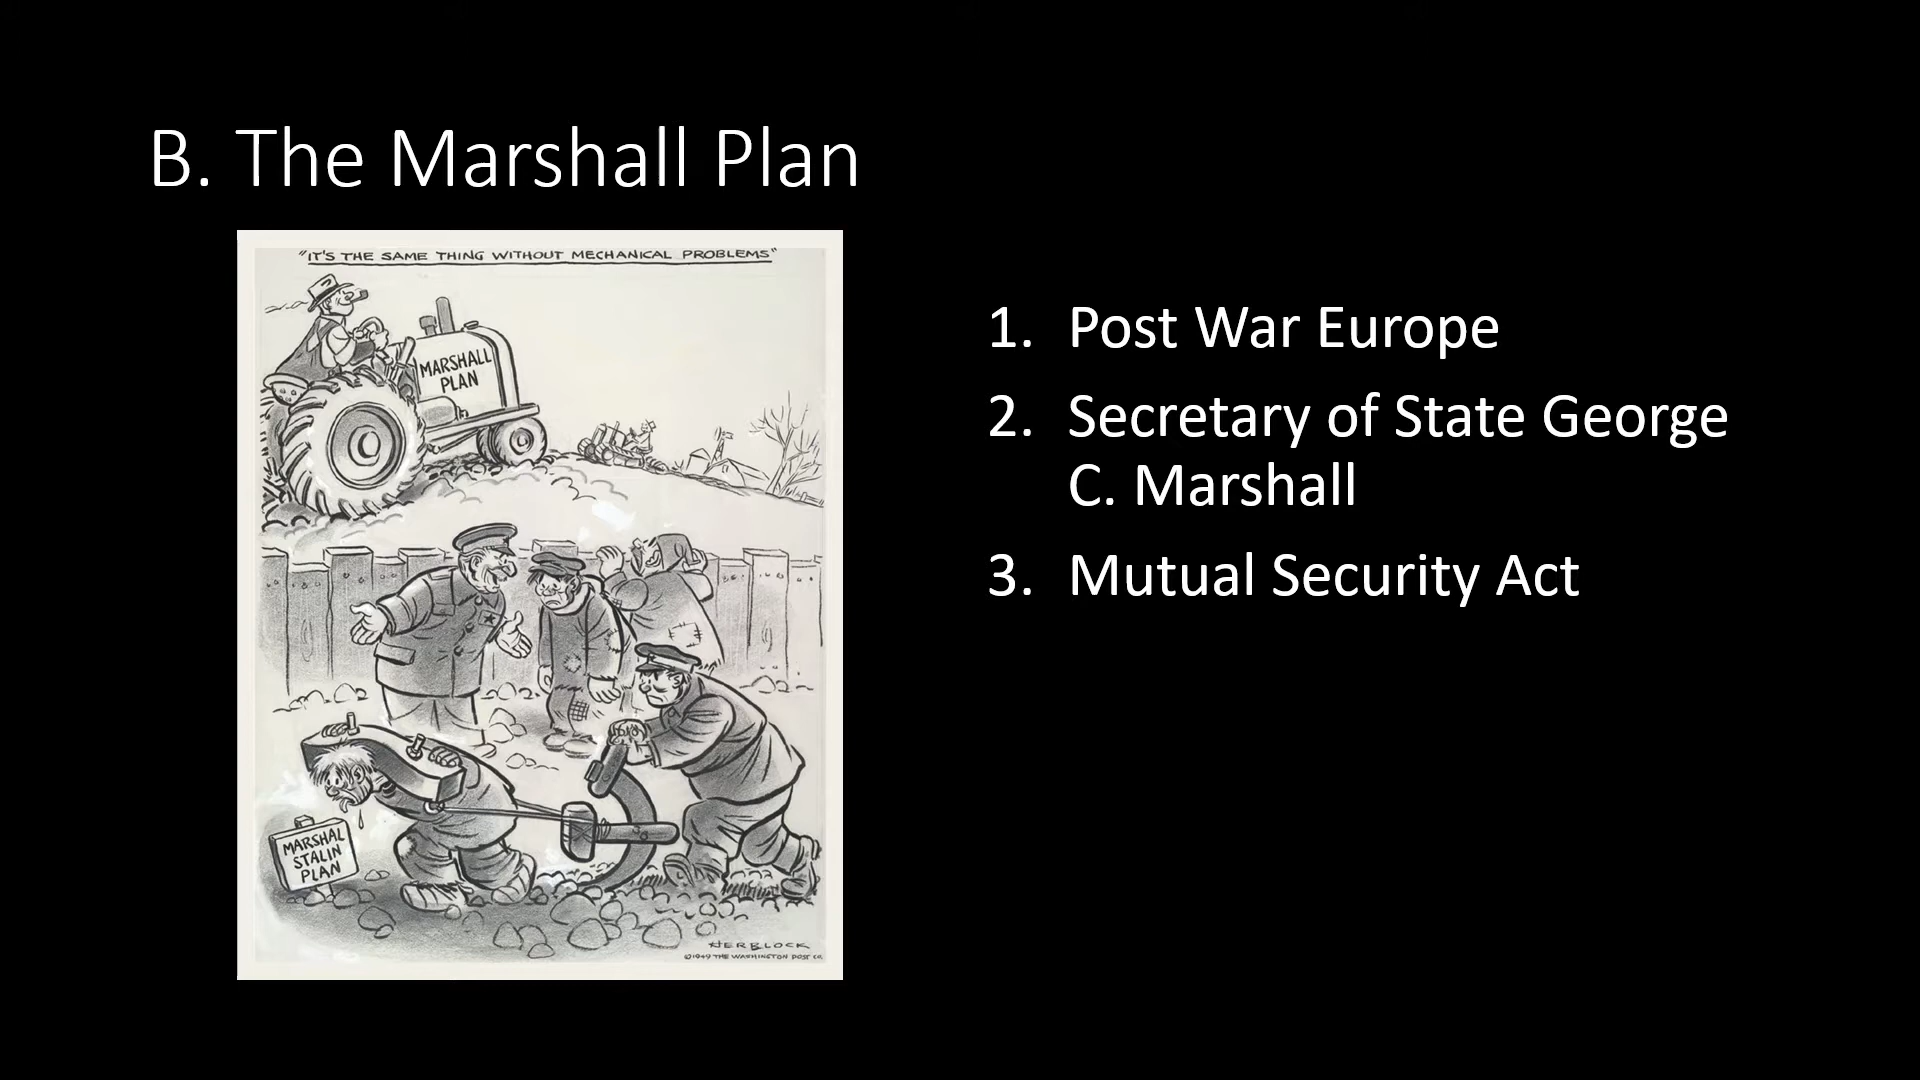 B. The Marshall Plan
"IT'S THE SAME THING WITHOUT MECHANICAL PROBLEMS"
MARSHALL
PLAN
MARSHAL
STALIN
PLAN
HERBLOCK
©1949 THE WASHINGTON POST CO.
1. Post War Europe
2. Secretary of State George
C. Marshall
3. Mutual Security Act